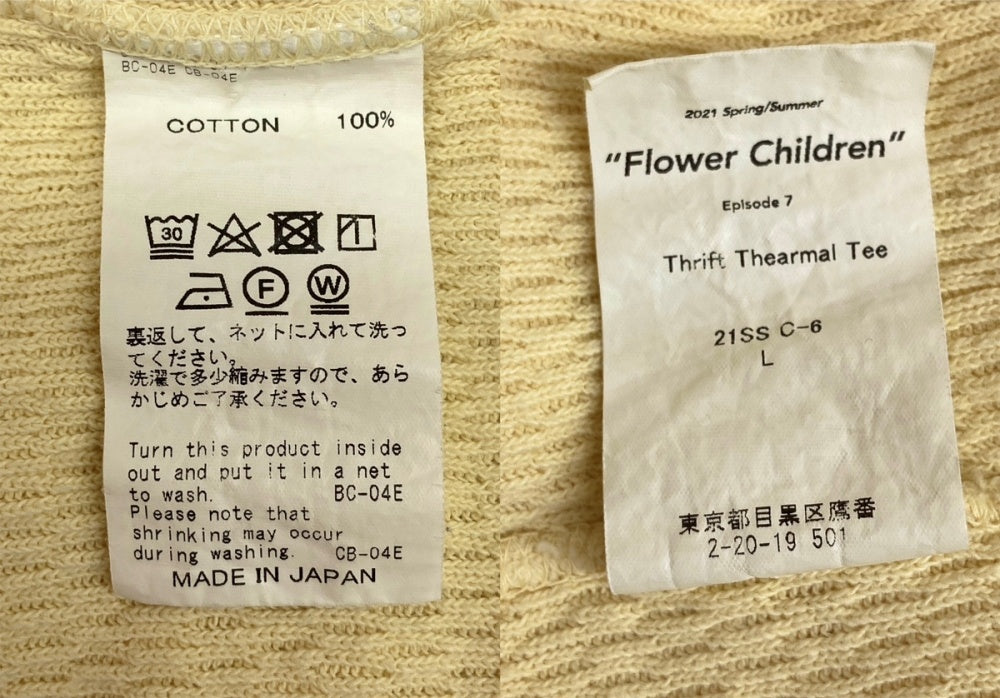 BC-04E CB-04E
COTTON 100%
30
F W
裏返して、ネットに入れて洗っ
てください。
洗濯で多少縮みますので、あら
かじめご了承ください。
Turn this product inside
out and put it in a net
to wash. BC-04E
Please note that
shrinking may occur
during washing. CB-04E
MADE IN JAPAN
2021 Spring/Summer
“Flower Children”
Episode 7
Thrift Thearmal Tee
21SS C-6
L
東京都目黒区鷹番
2-20-19 501